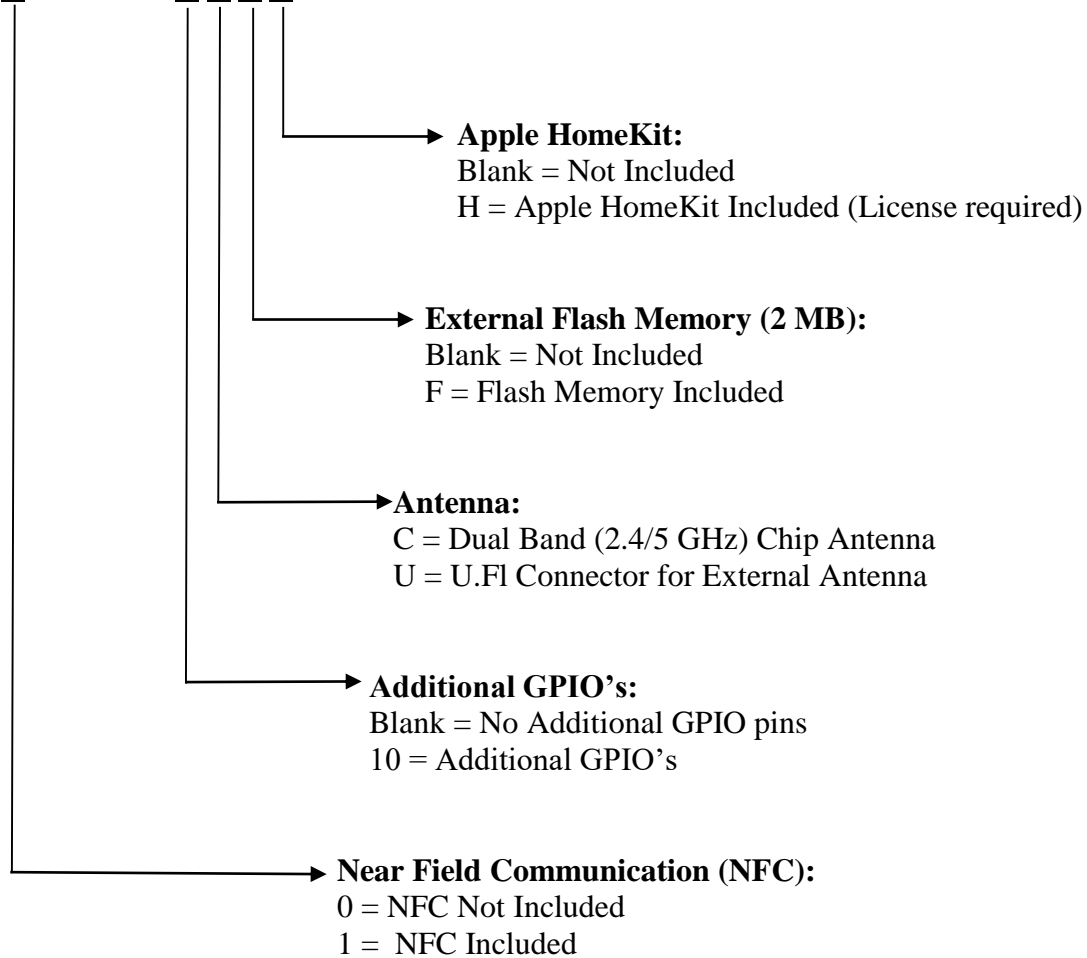 Apple HomeKit:
Blank = Not Included
H = Apple HomeKit Included (License required)
External Flash Memory (2 MB):
Blank = Not Included
F = Flash Memory Included
Antenna:
C = Dual Band (2.4/5 GHz) Chip Antenna
U = U.Fl Connector for External Antenna
Additional GPIO’s:
Blank = No Additional GPIO pins
10 = Additional GPIO’s
Near Field Communication (NFC):
0 = NFC Not Included
1 =  NFC Included